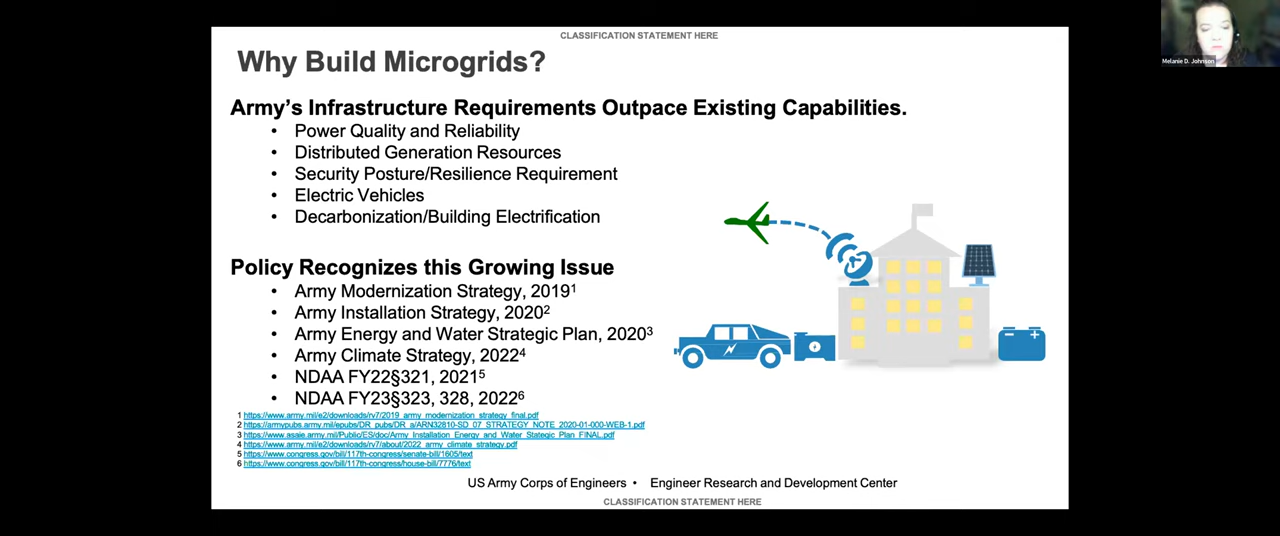 CLASSIFICATION STATEMENT HERE
Why Build Microgrids?
Army's Infrastructure Requirements Outpace Existing Capabilities.
• Power Quality and Reliability
• Distributed Generation Resources
• Security Posture/Resilience Requirement
• Electric Vehicles
• Decarbonization/Building Electrification
Policy Recognizes this Growing Issue
• Army Modernization Strategy, 2019¹
• Army Installation Strategy, 2020²
• Army Energy and Water Strategic Plan, 2020³
• Army Climate Strategy, 2022⁴
• NDAA FY22§321, 2021⁵
• NDAA FY23§323, 328, 2022⁶
1 https://www.army.mil/e2/downloads/rv7/2019_army_modernization_strategy_final.pdf
2 https://armypubs.army.mil/epubs/DR_pubs/DR_a/ARN32810-SD_07_STRATEGY_NOTE_2020-01-000-WEB-1.pdf
3 https://www.asaie.army.mil/Public/ES/doc/Army_Installation_Energy_and_Water_Stategic_Plan_FINAL.pdf
4 https://www.army.mil/e2/downloads/rv7/about/2022_army_climate_strategy.pdf
5 https://www.congress.gov/bill/117th-congress/senate-bill/1605/text
6 https://www.congress.gov/bill/117th-congress/house-bill/7776/text
US Army Corps of Engineers • Engineer Research and Development Center
CLASSIFICATION STATEMENT HERE
Melanie D. Johnson